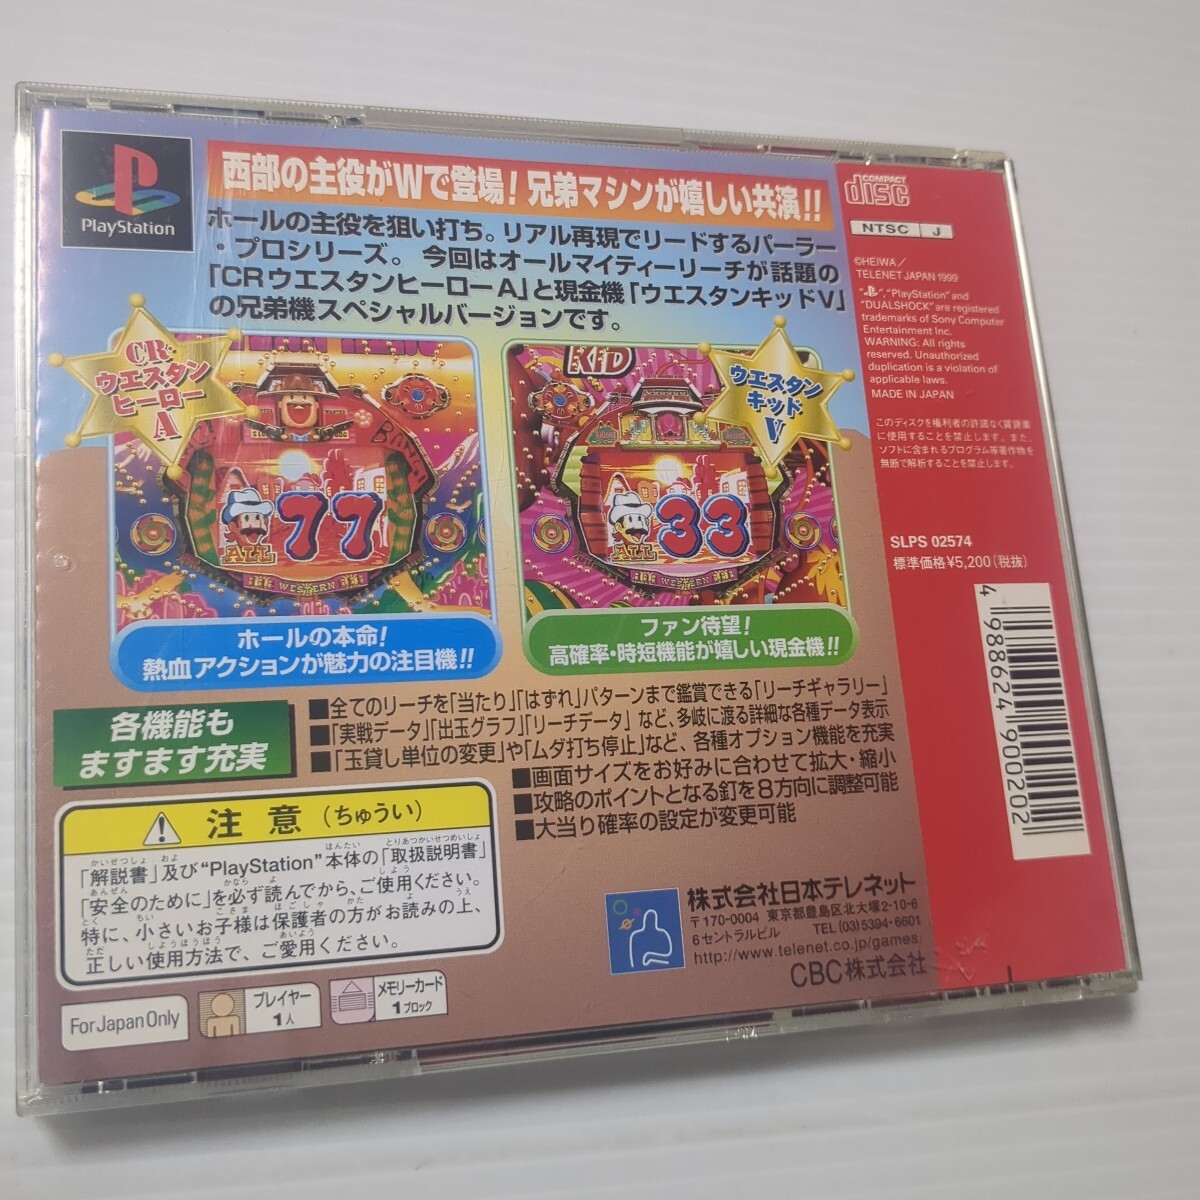 PlayStation
西部の主役がWで登場! 兄弟マシンが嬉しい共演!!
ホールの主役を狙い打ち。リアル再現でリードするパーラー
・プロシリーズ。今回はオールマイティーリーチが話題の
「CRウエスタンヒーローA」と現金機「ウエスタンキッドV」
の兄弟機スペシャルバージョンです。
COMPACT
disc
NTSC J
©HEIWA/
TELENET JAPAN 1999
"","PlayStation" and
"DUALSHOCK" are registered
trademarks of Sony Computer
Entertainment Inc.
WARNING: All rights
reserved. Unauthorized
duplication is a violation of
applicable laws.
MADE IN JAPAN
このディスクを権利者の許諾なく賃貸業
に使用することを禁止します。また、
ソフトに含まれるプログラム等著作物を
無断で解析することを禁止します。
SLPS 02574
標準価格¥5,200(税抜)
4 988624 900202
CR
ウエスタン
ヒーロー
A
BANG
ALL 77
WESTERN
ホールの本命!
熱血アクションが魅力の注目機!!
KID
ウエスタン
キッド
V
ALL 33
WESTERN
ファン待望!
高確率・時短機能が嬉しい現金機!!
各機能も
ますます充実
■全てのリーチを「当たり」「はずれ」パターンまで鑑賞できる「リーチギャラリー」
■「実戦データ」「出玉グラフ」「リーチデータ」など、多岐に渡る詳細な各種データ表示
■「玉貸し単位の変更」や「ムダ打ち停止」など、各種オプション機能を充実
■画面サイズをお好みに合わせて拡大・縮小
■攻略のポイントとなる釘を8方向に調整可能
■大当り確率の設定が変更可能
注意(ちゅうい)
「解説書」及び"PlayStation"本体の「取扱説明書」
「安全のために」を必ず読んでから、ご使用ください。
特に、小さいお子様は保護者の方がお読みの上、
正しい使用方法で、ご愛用ください。
For Japan Only
プレイヤー
1人
メモリーカード
1ブロック
株式会社日本テレネット
〒170-0004 東京都豊島区北大塚2-10-6
6セントラルビル TEL (03)5394-6601
http://www.telenet.co.jp/games/
CBC株式会社